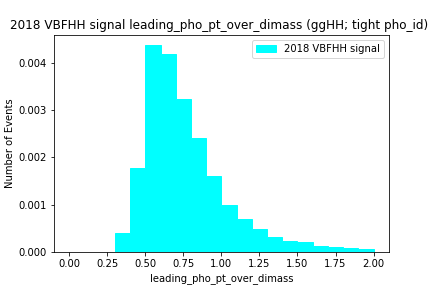 2018 VBFHH signal leading_pho_pt_over_dimass (ggHH; tight pho_id)
2018 VBFHH signal
Number of Events
0.004
0.003
0.002
0.001
0.000
0.00 0.25 0.50 0.75 1.00 1.25 1.50 1.75 2.00
leading_pho_pt_over_dimass